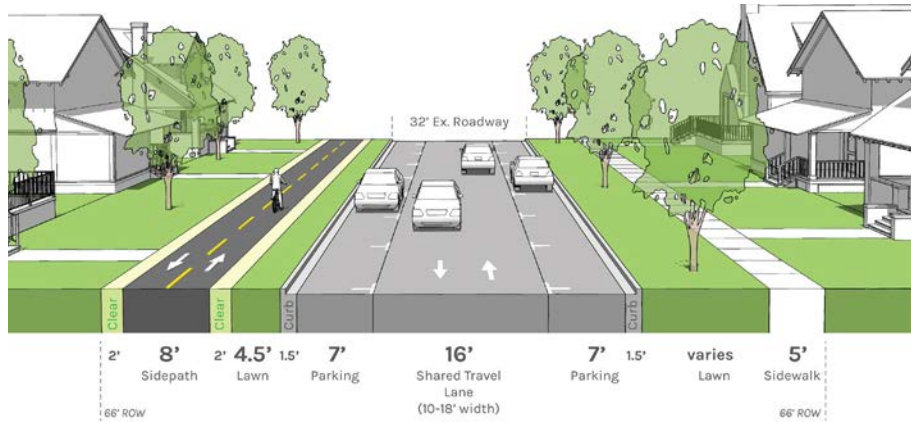 32' Ex. Roadway
Clear
Clear
Curb
Curb
2' 8' 2' 4.5' 1.5' 7' 16' 7' 1.5' varies 5'
Sidepath Lawn Parking Shared Travel Parking Lawn Sidewalk
Lane
(10-18' width)
66' ROW 66' ROW